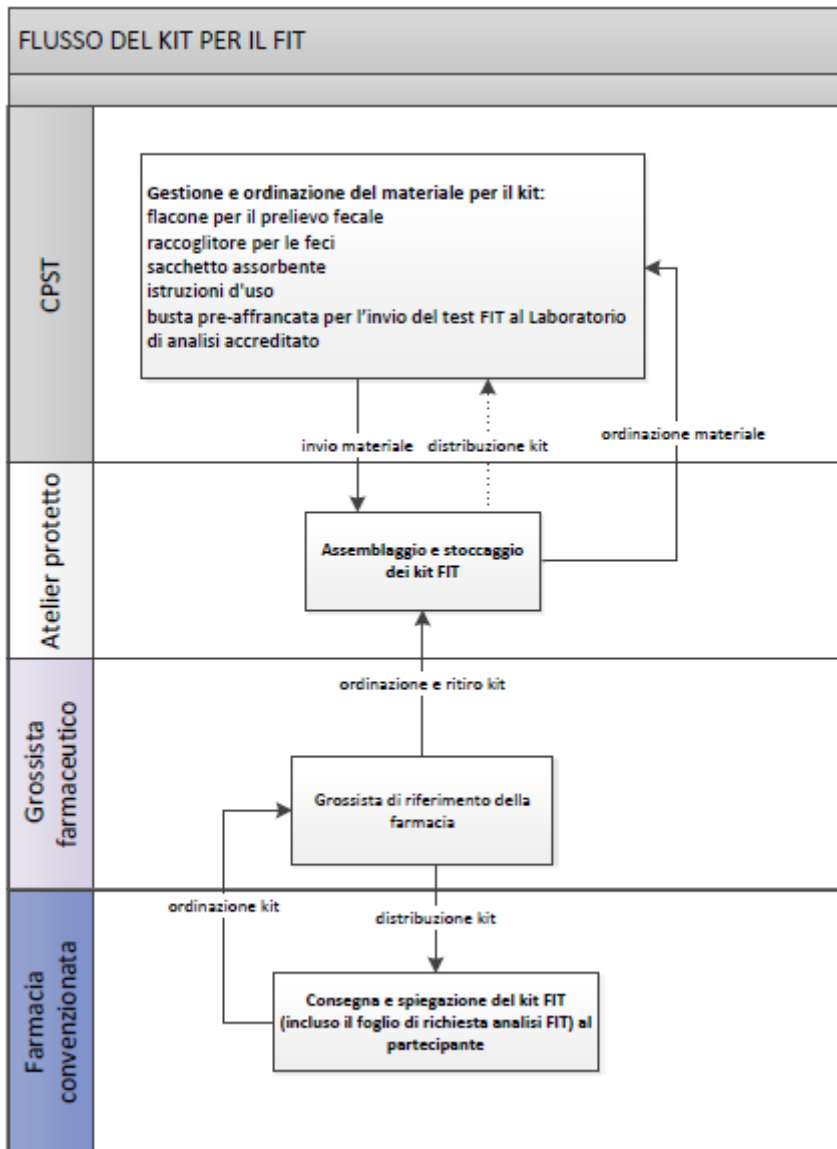 FLUSSO DEL KIT PER IL FIT
CPST
Gestione e ordinazione del materiale per il kit:
flacone per il prelievo fecale
raccoglitore per le feci
sacchetto assorbente
istruzioni d'uso
busta pre-affrancata per l'invio del test FIT al Laboratorio
di analisi accreditato
invio materiale
distribuzione kit
ordinazione materiale
Atelier protetto
Assemblaggio e stoccaggio
dei kit FIT
ordinazione e ritiro kit
Grossista
farmaceutico
Grossista di riferimento della
farmacia
ordinazione kit
distribuzione kit
Farmacia
convenzionata
Consegna e spiegazione del kit FIT
(incluso il foglio di richiesta analisi FIT) al
partecipante